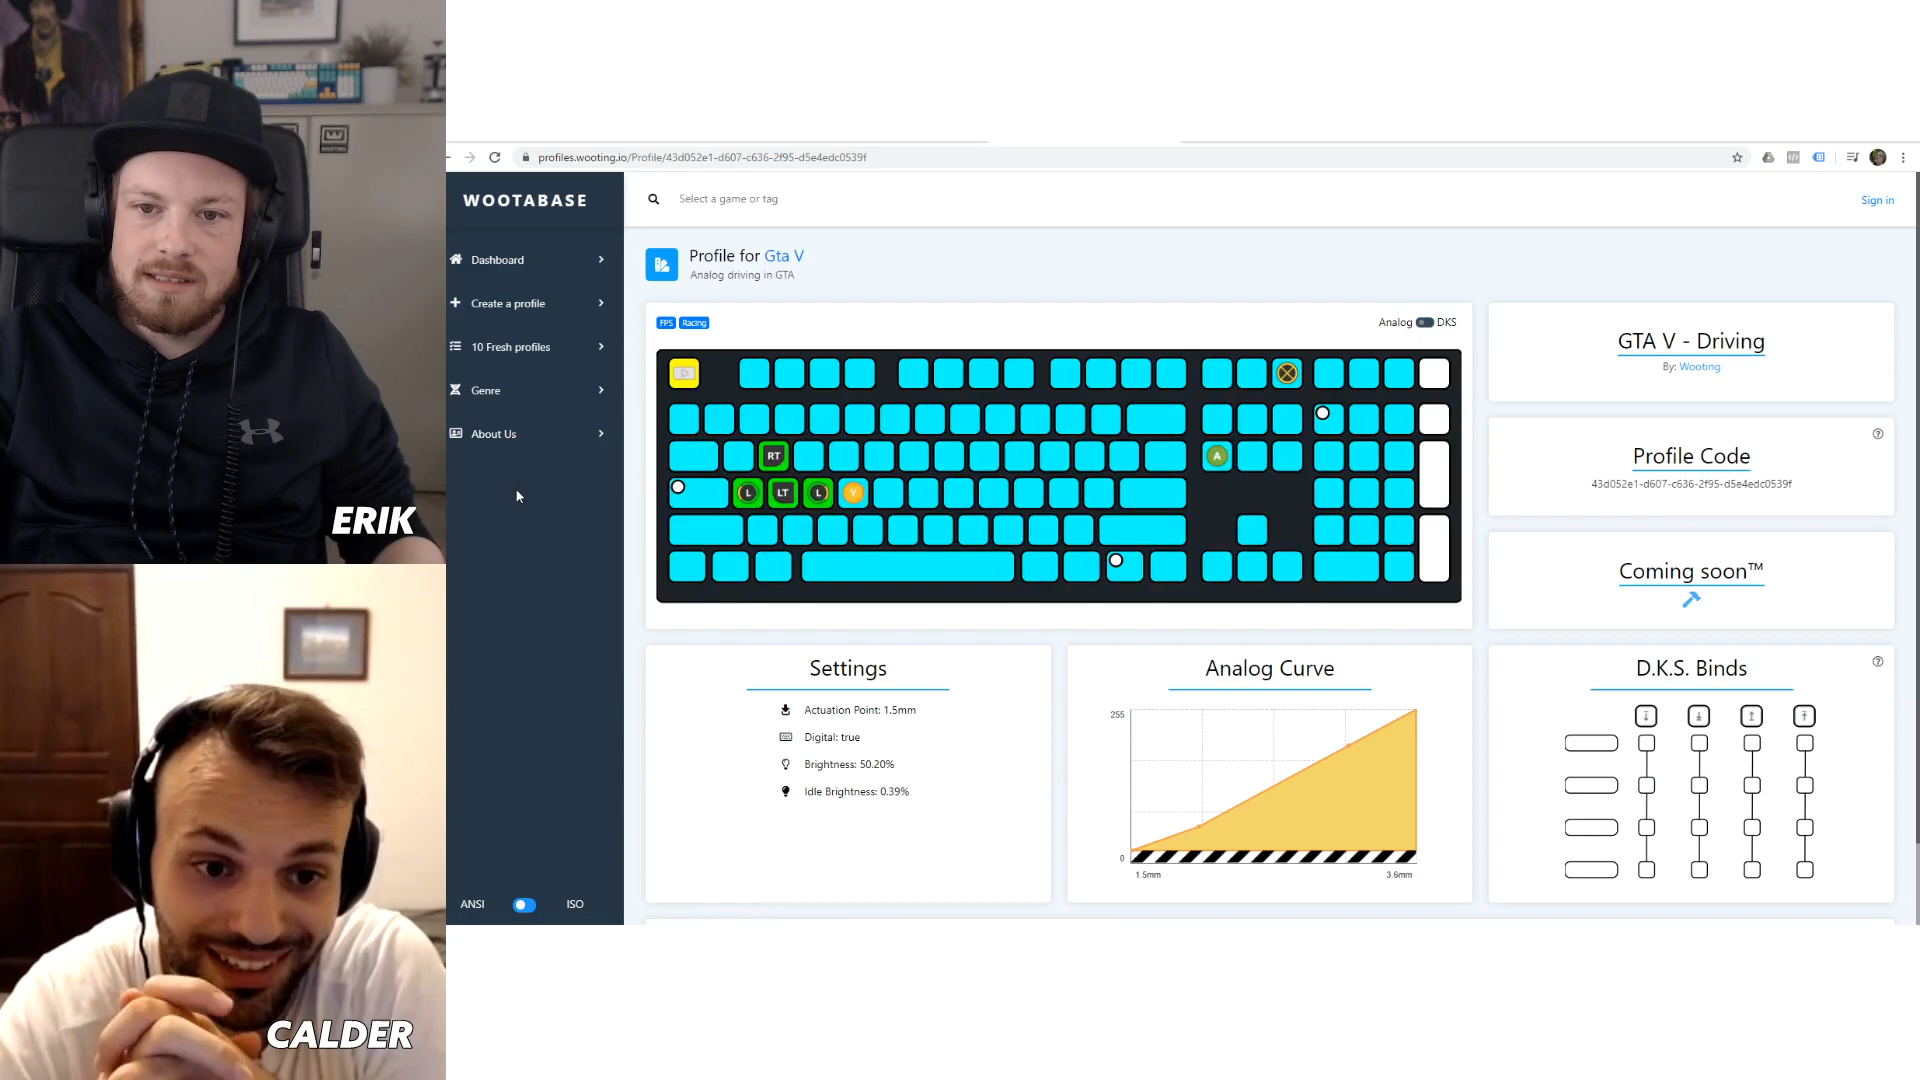 ERIK
CALDER
profiles.wooting.io/Profile/43d052e1-d607-c636-2f95-d5e4edc0539f
WOOTABASE
Select a game or tag
Sign in
Dashboard
Create a profile
10 Fresh profiles
Genre
About Us
ANSI
ISO
Profile for Gta V
Analog driving in GTA
FPS
Racing
Analog
DKS
RT
L
LT
L
Y
A
GTA V - Driving
By: Wooting
Profile Code
43d052e1-d607-c636-2f95-d5e4edc0539f
Coming soon™
Settings
Actuation Point: 1.5mm
Digital: true
Brightness: 50.20%
Idle Brightness: 0.39%
Analog Curve
255
0
1.5mm
3.6mm
D.K.S. Binds